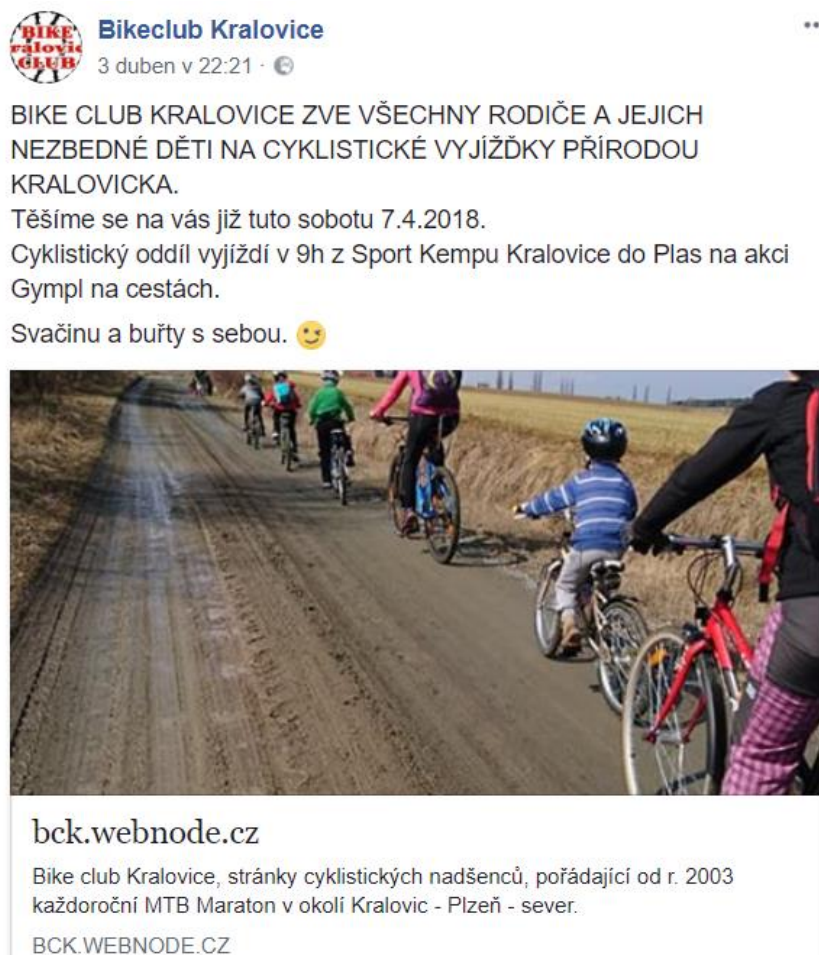 BIKE
CLUB
Bikeclub Kralovice
3 duben v 22:21 ·
BIKE CLUB KRALOVICE ZVE VŠECHNY RODIČE A JEJICH
NEZBEDNÉ DĚTI NA CYKLISTICKÉ VYJÍŽĎKY PŘÍRODOU
KRALOVICKA.
Těšíme se na vás již tuto sobotu 7.4.2018.
Cyklistický oddíl vyjíždí v 9h z Sport Kempu Kralovice do Plas na akci
Gympl na cestách.
Svačinu a buřty s sebou. 😉
bck.webnode.cz
Bike club Kralovice, stránky cyklistických nadšenců, pořádající od r. 2003
každoroční MTB Maraton v okolí Kralovic - Plzeň - sever.
BCK.WEBNODE.CZ